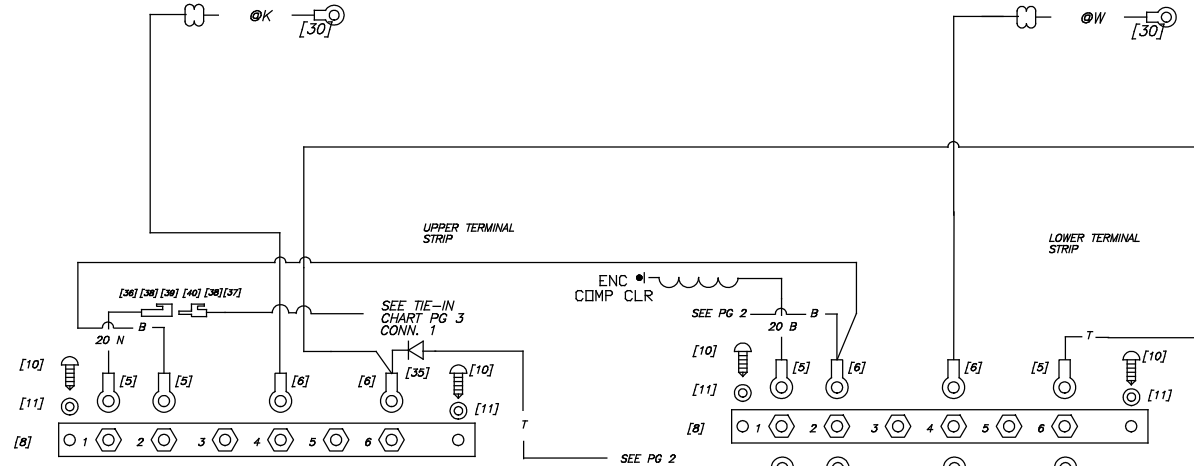 @K
[30]
@W
[30]
UPPER TERMINAL
STRIP
LOWER TERMINAL
STRIP
ENC
COMP CLR
[36] [38] [39] [40] [38][37]
SEE TIE-IN
CHART PG 3
CONN. 1
SEE PG 2
B
20 B
B
20 N
T
[10]
[5]
[5]
[6]
[6]
[35]
[10]
[10]
[5]
[6]
[6]
[5]
[10]
[11]
[11]
[11]
[11]
T
[8]
1
2
3
4
5
6
[8]
1
2
3
4
5
6
SEE PG 2